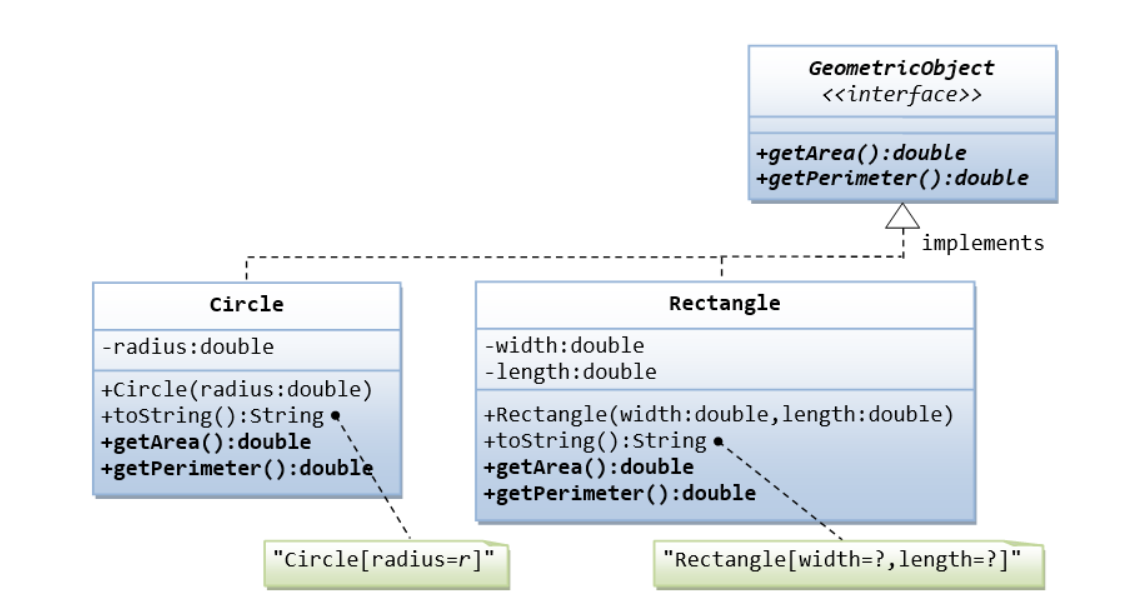 GeometricObject
<<interface>>
+getArea():double
+getPerimeter():double
implements
Circle
-radius:double
+Circle(radius:double)
+toString():String
+getArea():double
+getPerimeter():double
"Circle[radius=r]"
Rectangle
-width:double
-length:double
+Rectangle(width:double,length:double)
+toString():String
+getArea():double
+getPerimeter():double
"Rectangle[width=?,length=?]"